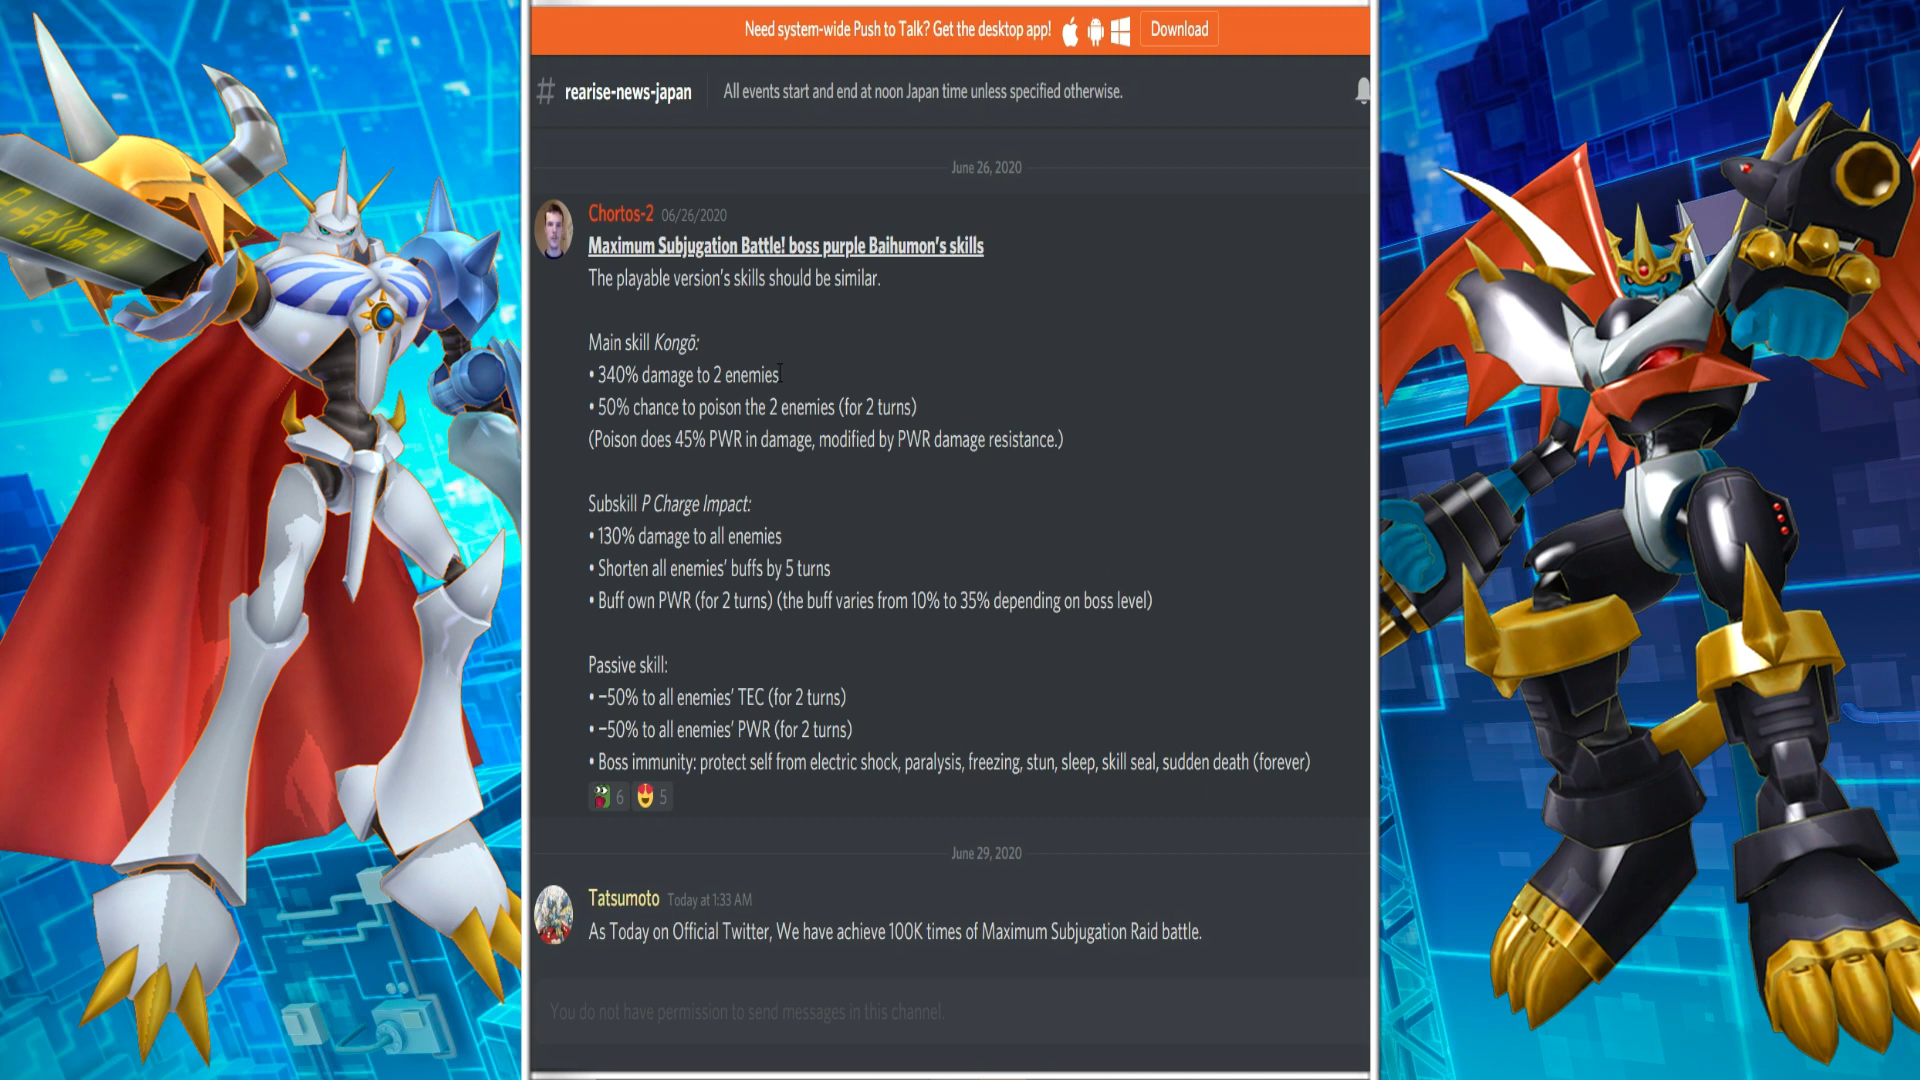 Need system-wide Push to Talk? Get the desktop app! Download
# rearise-news-japan All events start and end at noon Japan time unless specified otherwise.
June 26, 2020
Chortos-2 06/26/2020
Maximum Subjugation Battle! boss purple Baihumon's skills
The playable version's skills should be similar.
Main skill Kongō:
• 340% damage to 2 enemies
• 50% chance to poison the 2 enemies (for 2 turns)
(Poison does 45% PWR in damage, modified by PWR damage resistance.)
Subskill P Charge Impact:
• 130% damage to all enemies
• Shorten all enemies' buffs by 5 turns
• Buff own PWR (for 2 turns) (the buff varies from 10% to 35% depending on boss level)
Passive skill:
• −50% to all enemies' TEC (for 2 turns)
• −50% to all enemies' PWR (for 2 turns)
• Boss immunity: protect self from electric shock, paralysis, freezing, stun, sleep, skill seal, sudden death (forever)
6 5
June 29, 2020
Tatsumoto Today at 1:33 AM
As Today on Official Twitter, We have achieve 100K times of Maximum Subjugation Raid battle.
You do not have permission to send messages in this channel.